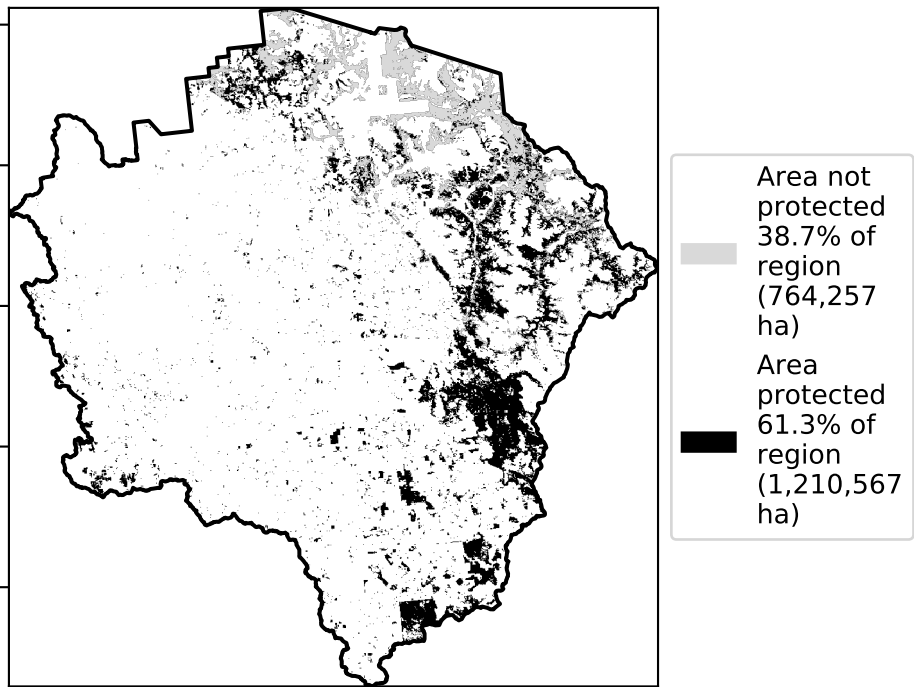 Area not
protected
38.7% of
region
(764,257
ha)
Area
protected
61.3% of
region
(1,210,567
ha)